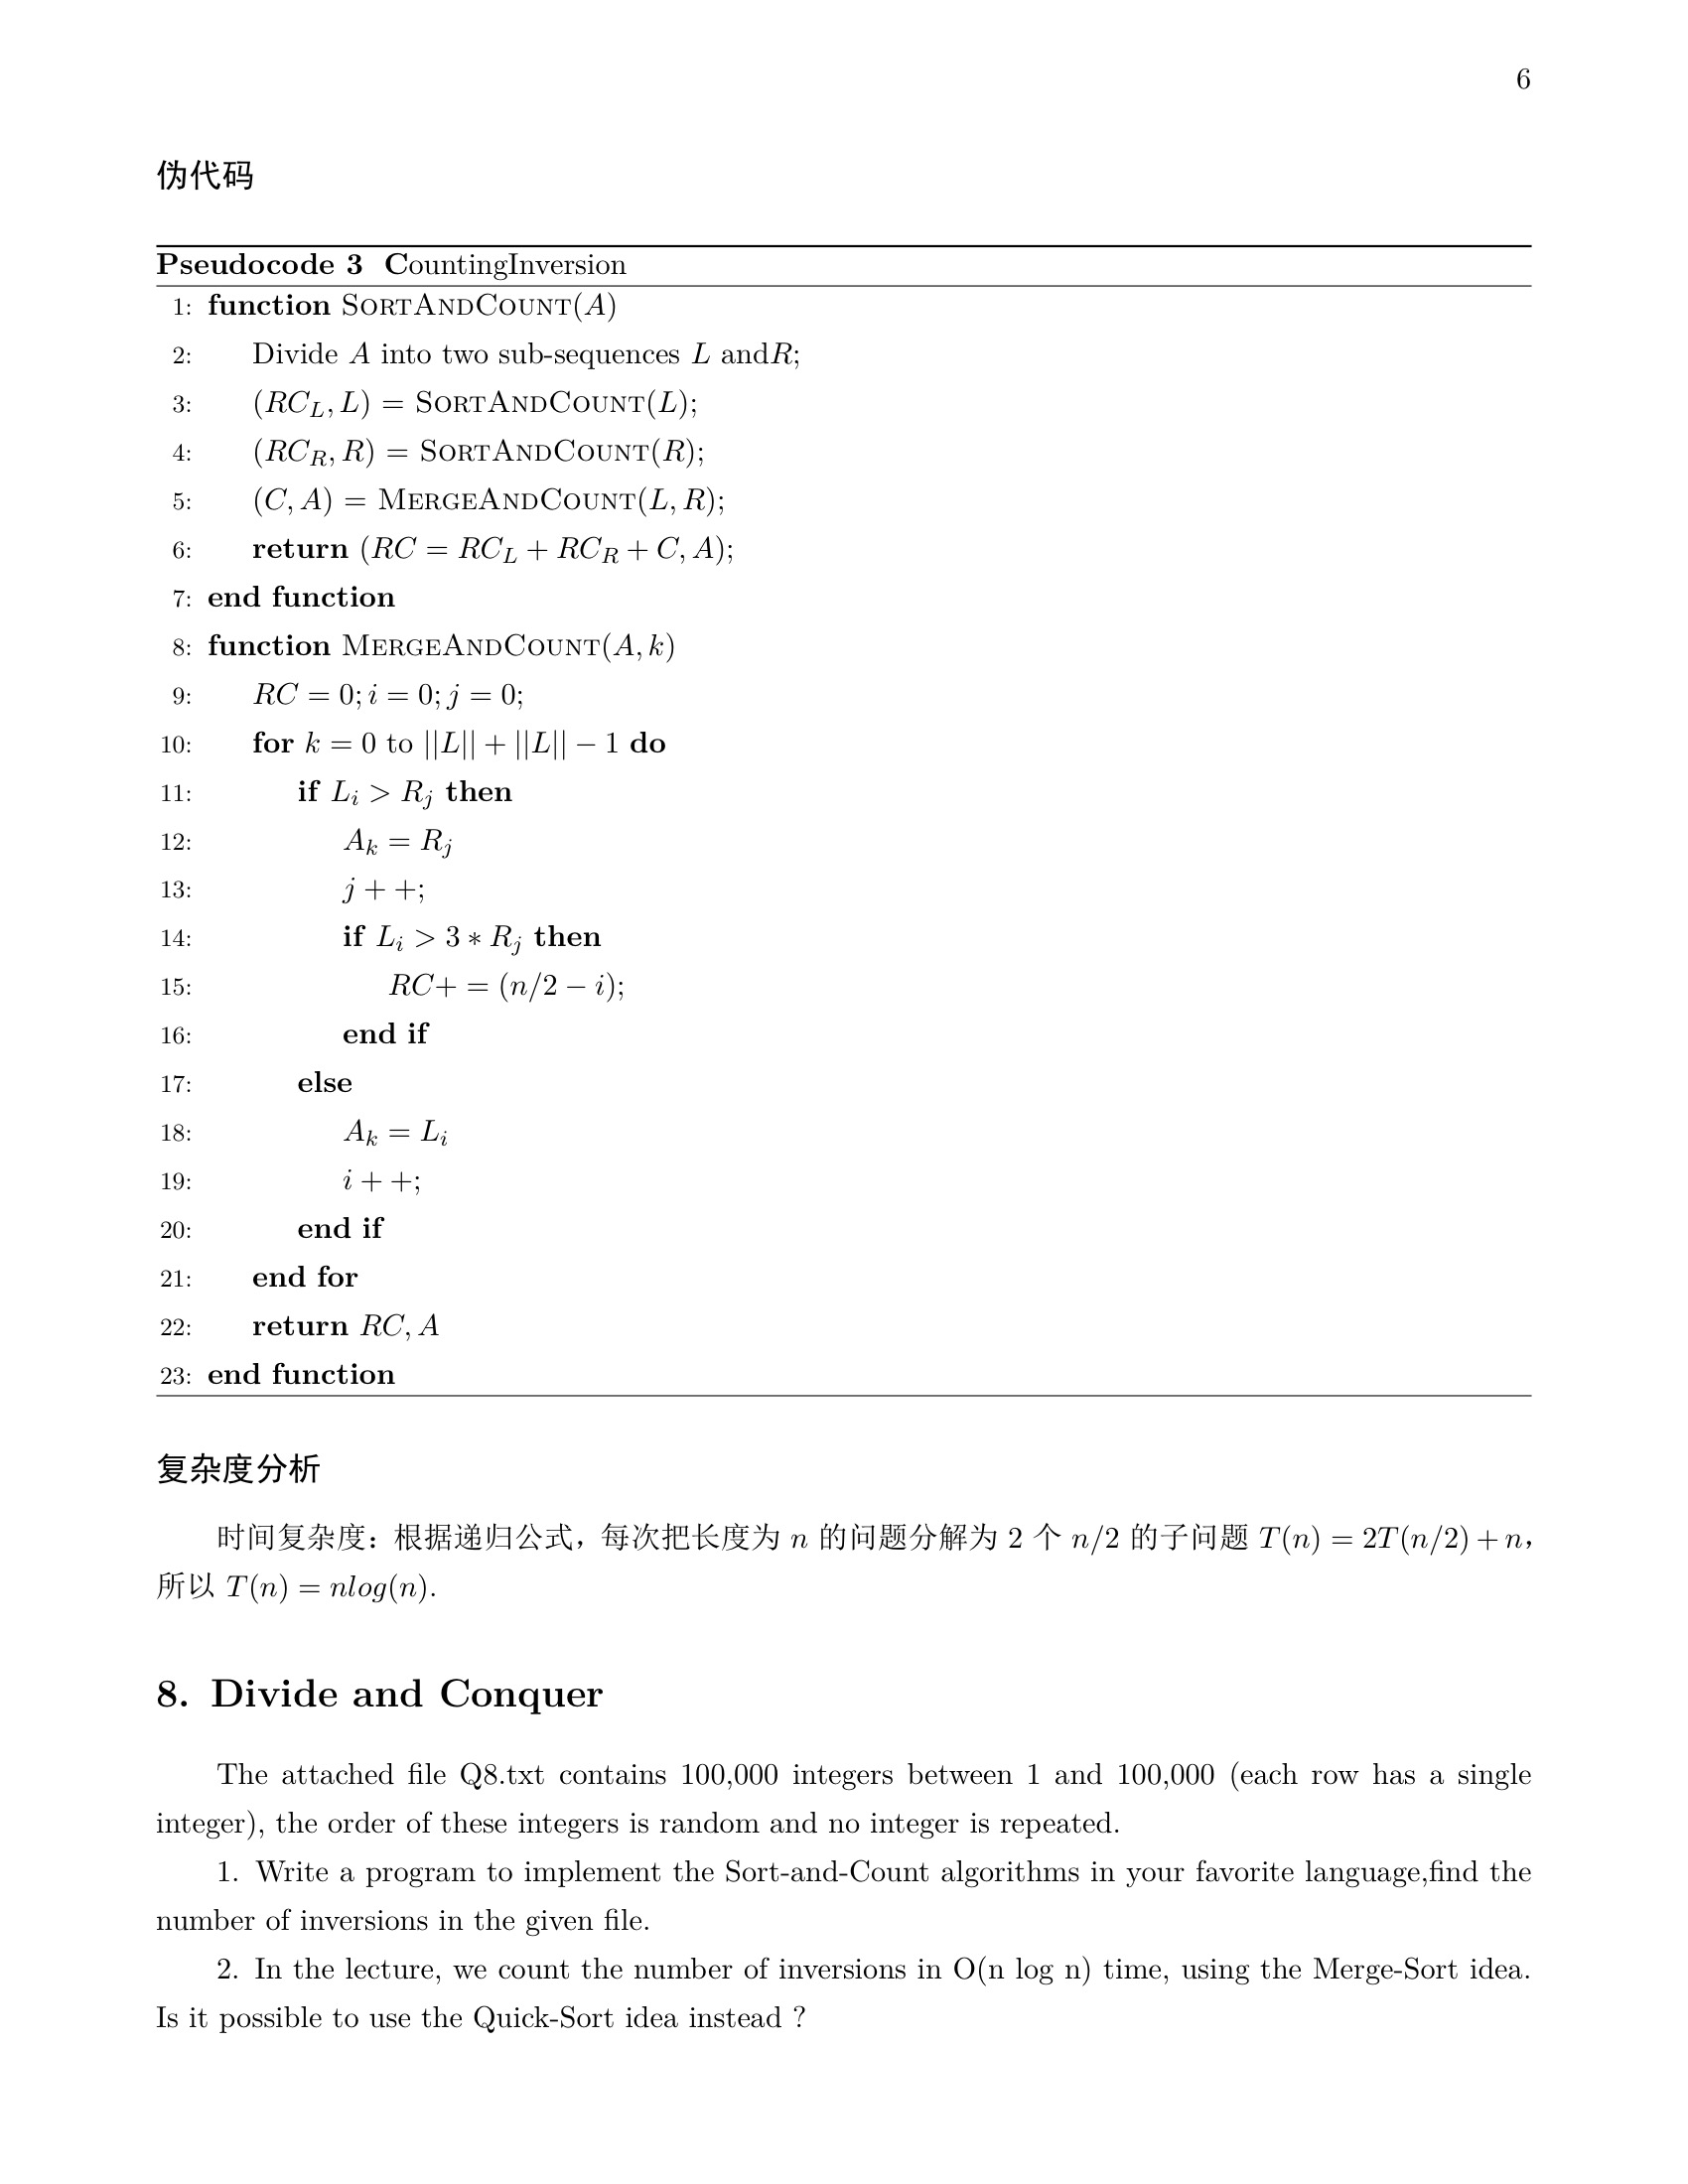 6
伪代码
Pseudocode 3 CountingInversion
1: function SortAndCount(A)
2: Divide A into two sub-sequences L andR;
3: (RC_L, L) = SortAndCount(L);
4: (RC_R, R) = SortAndCount(R);
5: (C, A) = MergeAndCount(L, R);
6: return (RC = RC_L + RC_R + C, A);
7: end function
8: function MergeAndCount(A, k)
9: RC = 0; i = 0; j = 0;
10: for k = 0 to ||L|| + ||L|| − 1 do
11: if L_i > R_j then
12: A_k = R_j
13: j + +;
14: if L_i > 3 ∗ R_j then
15: RC+ = (n/2 − i);
16: end if
17: else
18: A_k = L_i
19: i + +;
20: end if
21: end for
22: return RC, A
23: end function
复杂度分析
时间复杂度：根据递归公式，每次把长度为 n 的问题分解为 2 个 n/2 的子问题 T(n) = 2T(n/2) + n，
所以 T(n) = nlog(n).
8. Divide and Conquer
The attached file Q8.txt contains 100,000 integers between 1 and 100,000 (each row has a single
integer), the order of these integers is random and no integer is repeated.
1. Write a program to implement the Sort-and-Count algorithms in your favorite language,find the
number of inversions in the given file.
2. In the lecture, we count the number of inversions in O(n log n) time, using the Merge-Sort idea.
Is it possible to use the Quick-Sort idea instead ?